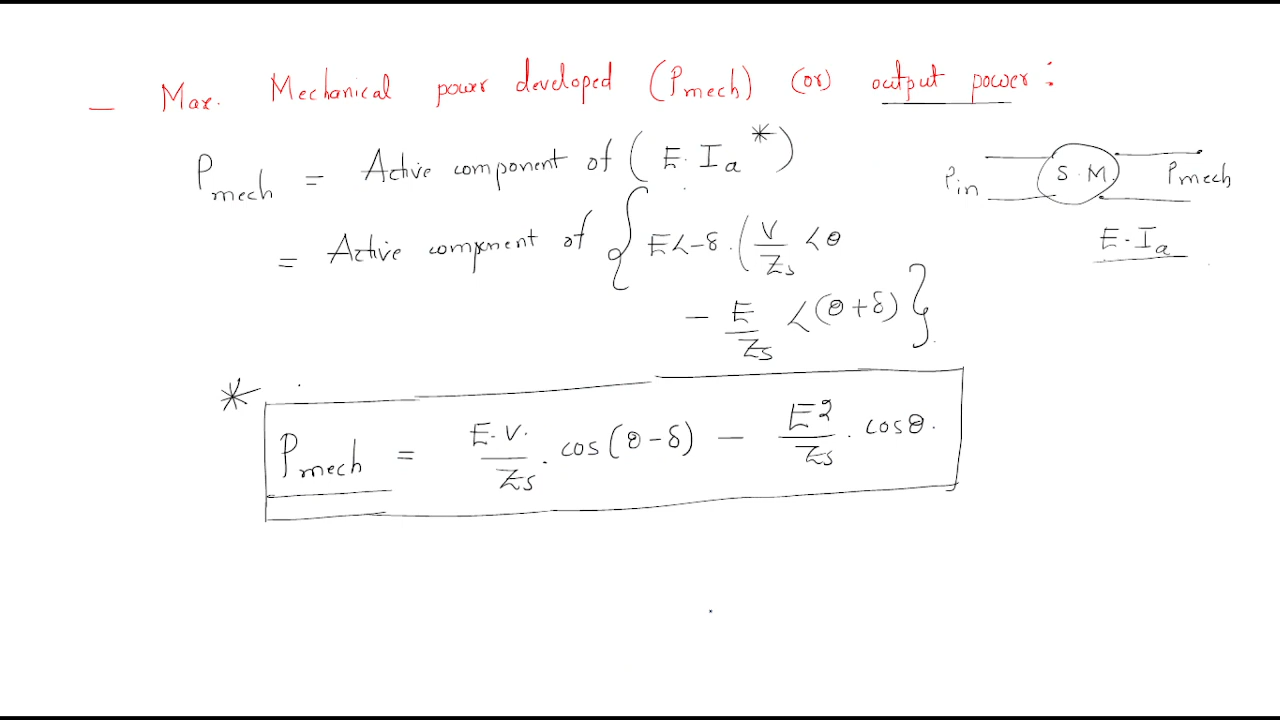 — Max. Mechanical power developed (Pmech) (or) output power :
Pmech = Active component of ( E . Ia * )
Pin S.M. Pmech
E . Ia
= Active component of { E∠-δ . ( V/Zs ∠θ
- E/Zs ∠(θ+δ) }
* Pmech = E.V./Zs . cos(θ-δ) - E²/Zs . cosθ.